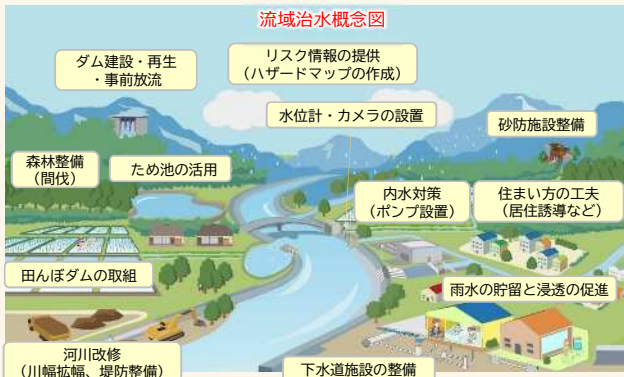 流域治水概念図
ダム建設・再生
・事前放流
リスク情報の提供
（ハザードマップの作成）
水位計・カメラの設置
砂防施設整備
森林整備
（間伐）
ため池の活用
内水対策
（ポンプ設置）
住まい方の工夫
（居住誘導など）
田んぼダムの取組
雨水の貯留と浸透の促進
河川改修
（川幅拡幅、堤防整備）
下水道施設の整備